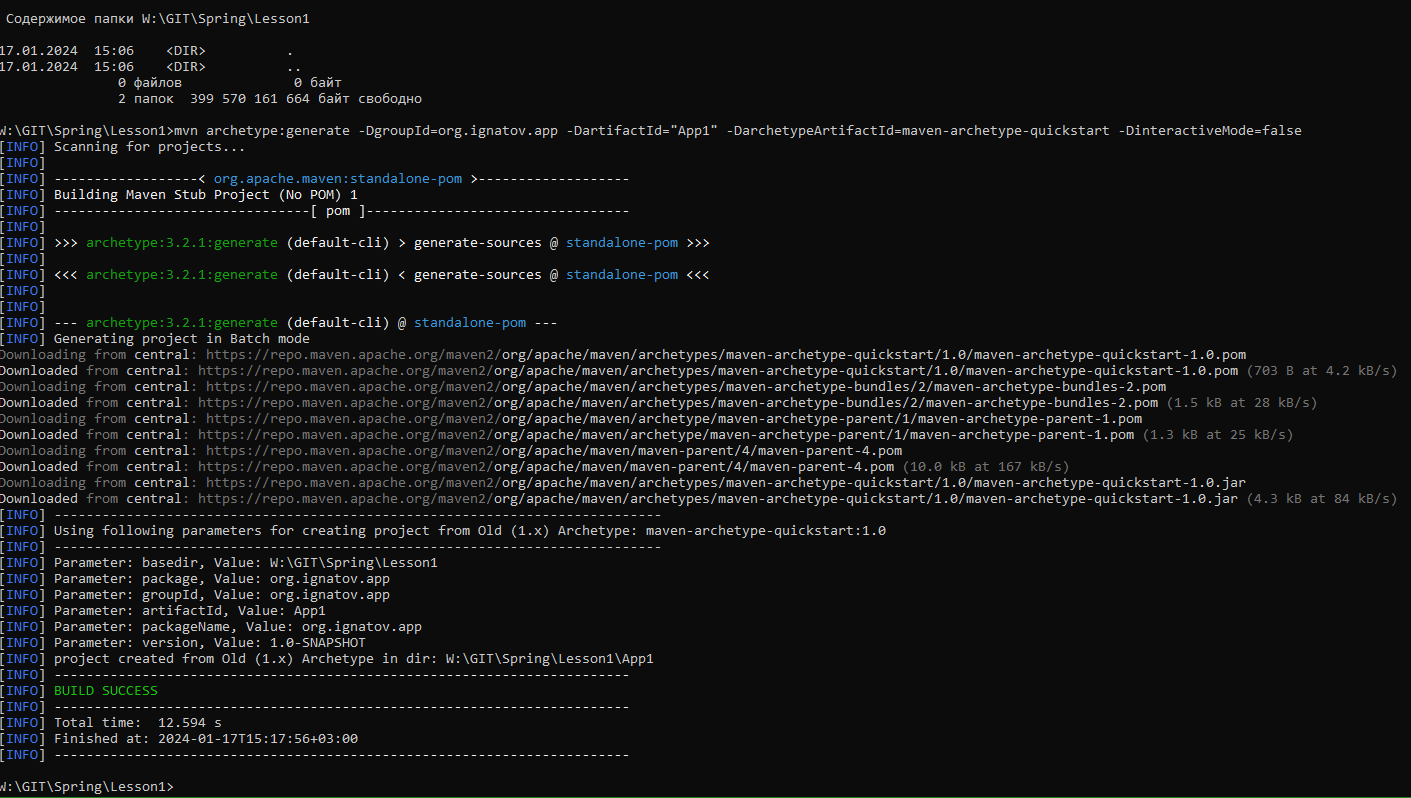 Содержимое папки W:\GIT\Spring\Lesson1
17.01.2024  15:06    <DIR>          .
17.01.2024  15:06    <DIR>          ..
               0 файлов              0 байт
               2 папок  399 570 161 664 байт свободно
W:\GIT\Spring\Lesson1>mvn archetype:generate -DgroupId=org.ignatov.app -DartifactId="App1" -DarchetypeArtifactId=maven-archetype-quickstart -DinteractiveMode=false
[INFO] Scanning for projects...
[INFO]
[INFO] ------------------< org.apache.maven:standalone-pom >-------------------
[INFO] Building Maven Stub Project (No POM) 1
[INFO] --------------------------------[ pom ]---------------------------------
[INFO]
[INFO] >>> archetype:3.2.1:generate (default-cli) > generate-sources @ standalone-pom >>>
[INFO]
[INFO] <<< archetype:3.2.1:generate (default-cli) < generate-sources @ standalone-pom <<<
[INFO]
[INFO]
[INFO] --- archetype:3.2.1:generate (default-cli) @ standalone-pom ---
[INFO] Generating project in Batch mode
Downloading from central: https://repo.maven.apache.org/maven2/org/apache/maven/archetypes/maven-archetype-quickstart/1.0/maven-archetype-quickstart-1.0.pom
Downloaded from central: https://repo.maven.apache.org/maven2/org/apache/maven/archetypes/maven-archetype-quickstart/1.0/maven-archetype-quickstart-1.0.pom (703 B at 4.2 kB/s)
Downloading from central: https://repo.maven.apache.org/maven2/org/apache/maven/archetypes/maven-archetype-bundles/2/maven-archetype-bundles-2.pom
Downloaded from central: https://repo.maven.apache.org/maven2/org/apache/maven/archetypes/maven-archetype-bundles/2/maven-archetype-bundles-2.pom (1.5 kB at 28 kB/s)
Downloading from central: https://repo.maven.apache.org/maven2/org/apache/maven/archetype/maven-archetype-parent/1/maven-archetype-parent-1.pom
Downloaded from central: https://repo.maven.apache.org/maven2/org/apache/maven/archetype/maven-archetype-parent/1/maven-archetype-parent-1.pom (1.3 kB at 25 kB/s)
Downloading from central: https://repo.maven.apache.org/maven2/org/apache/maven/maven-parent/4/maven-parent-4.pom
Downloaded from central: https://repo.maven.apache.org/maven2/org/apache/maven/maven-parent/4/maven-parent-4.pom (10.0 kB at 167 kB/s)
Downloading from central: https://repo.maven.apache.org/maven2/org/apache/maven/archetypes/maven-archetype-quickstart/1.0/maven-archetype-quickstart-1.0.jar
Downloaded from central: https://repo.maven.apache.org/maven2/org/apache/maven/archetypes/maven-archetype-quickstart/1.0/maven-archetype-quickstart-1.0.jar (4.3 kB at 84 kB/s)
[INFO] ----------------------------------------------------------------------------
[INFO] Using following parameters for creating project from Old (1.x) Archetype: maven-archetype-quickstart:1.0
[INFO] ----------------------------------------------------------------------------
[INFO] Parameter: basedir, Value: W:\GIT\Spring\Lesson1
[INFO] Parameter: package, Value: org.ignatov.app
[INFO] Parameter: groupId, Value: org.ignatov.app
[INFO] Parameter: artifactId, Value: App1
[INFO] Parameter: packageName, Value: org.ignatov.app
[INFO] Parameter: version, Value: 1.0-SNAPSHOT
[INFO] project created from Old (1.x) Archetype in dir: W:\GIT\Spring\Lesson1\App1
[INFO] ------------------------------------------------------------------------
[INFO] BUILD SUCCESS
[INFO] ------------------------------------------------------------------------
[INFO] Total time:  12.594 s
[INFO] Finished at: 2024-01-17T15:17:56+03:00
[INFO] ------------------------------------------------------------------------
W:\GIT\Spring\Lesson1>